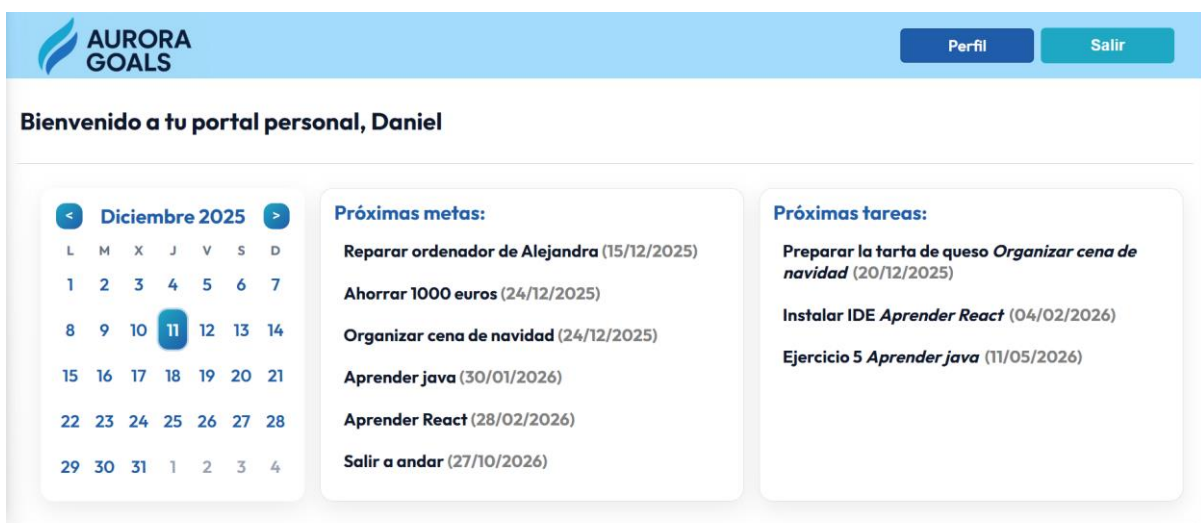 AURORA
GOALS
Perfil
Salir
Bienvenido a tu portal personal, Daniel
< Diciembre 2025 >
L M X J V S D
1 2 3 4 5 6 7
8 9 10 11 12 13 14
15 16 17 18 19 20 21
22 23 24 25 26 27 28
29 30 31 1 2 3 4
Próximas metas:
Reparar ordenador de Alejandra (15/12/2025)
Ahorrar 1000 euros (24/12/2025)
Organizar cena de navidad (24/12/2025)
Aprender java (30/01/2026)
Aprender React (28/02/2026)
Salir a andar (27/10/2026)
Próximas tareas:
Preparar la tarta de queso Organizar cena de
navidad (20/12/2025)
Instalar IDE Aprender React (04/02/2026)
Ejercicio 5 Aprender java (11/05/2026)